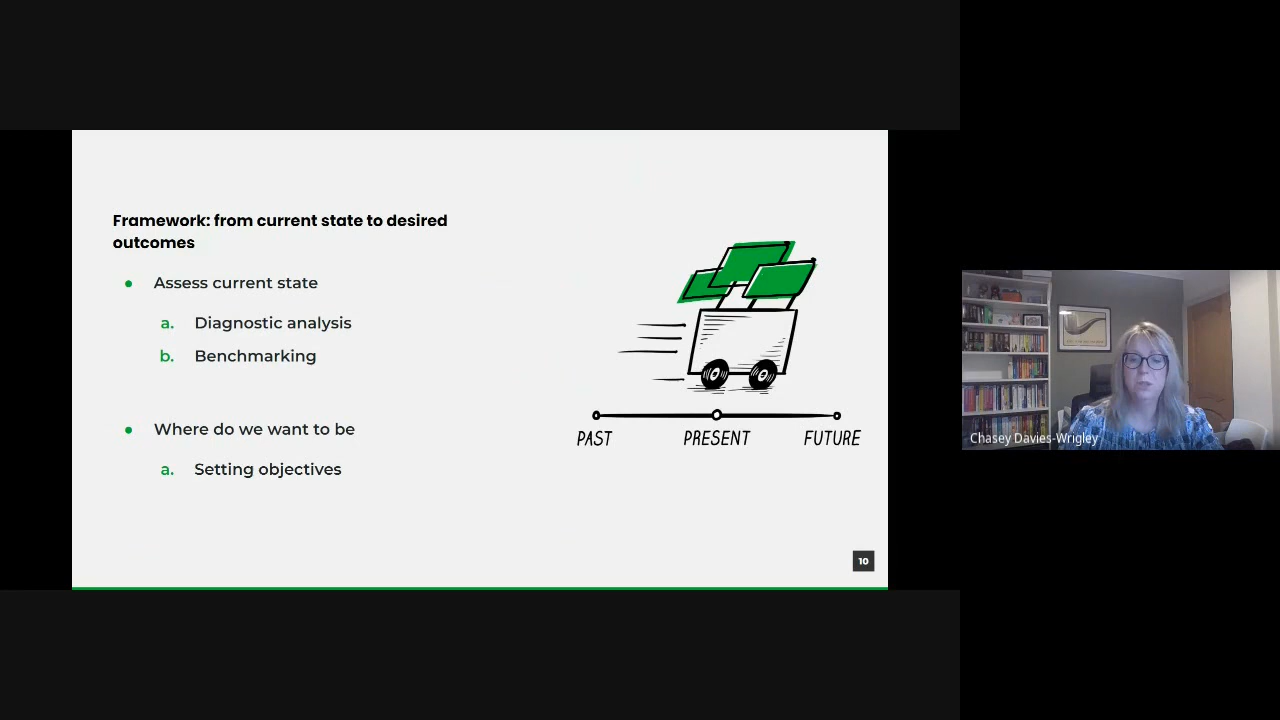 Framework: from current state to desired
outcomes
● Assess current state
a. Diagnostic analysis
b. Benchmarking
● Where do we want to be
a. Setting objectives
PAST PRESENT FUTURE
10
Chasey Davies-Wrigley